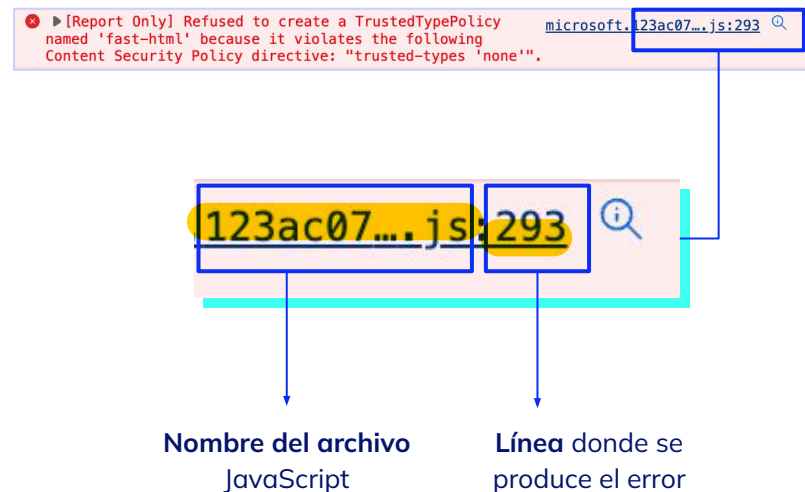 [Report Only] Refused to create a TrustedTypePolicy microsoft.123ac07….js:293
named 'fast-html' because it violates the following
Content Security Policy directive: "trusted-types 'none'".
123ac07….js:293
Nombre del archivo
JavaScript
Línea donde se
produce el error